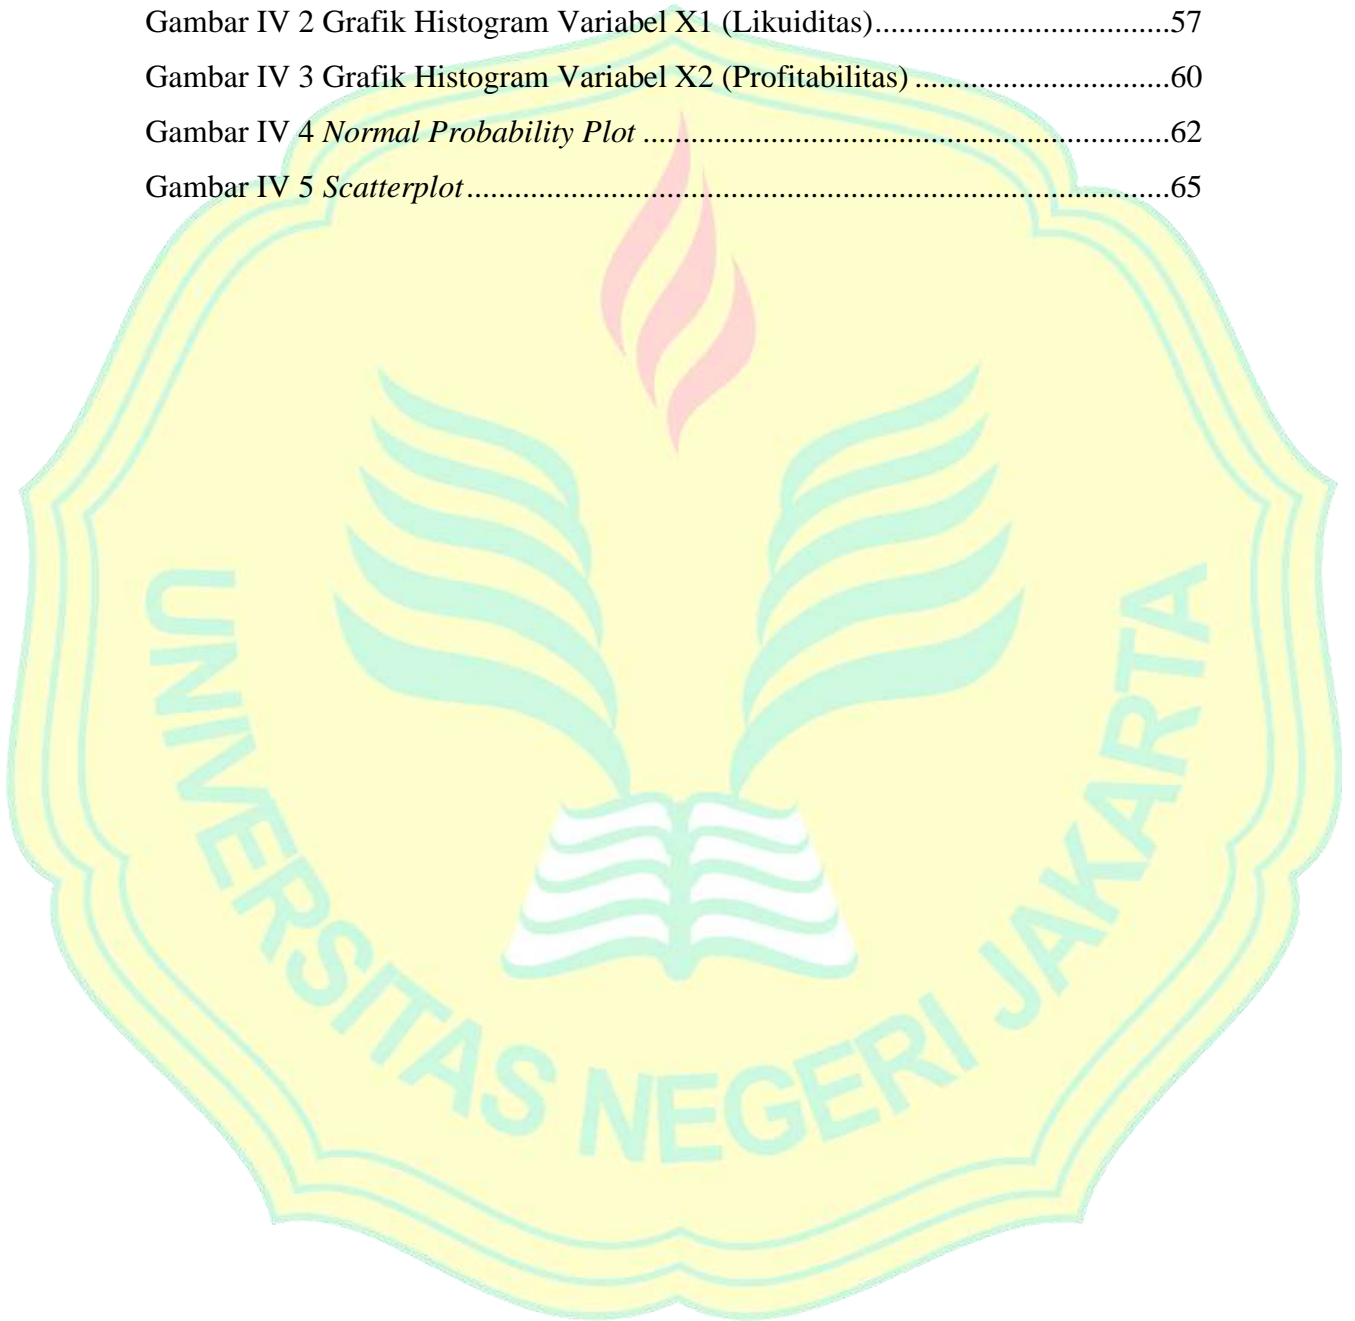 Gambar IV 2 Grafik Histogram Variabel X1 (Likuiditas)....................................57
Gambar IV 3 Grafik Histogram Variabel X2 (Profitabilitas) ...............................60
Gambar IV 4 Normal Probability Plot ................................................................62
Gambar IV 5 Scatterplot......................................................................................65
UNIVERSITAS NEGERI JAKARTA